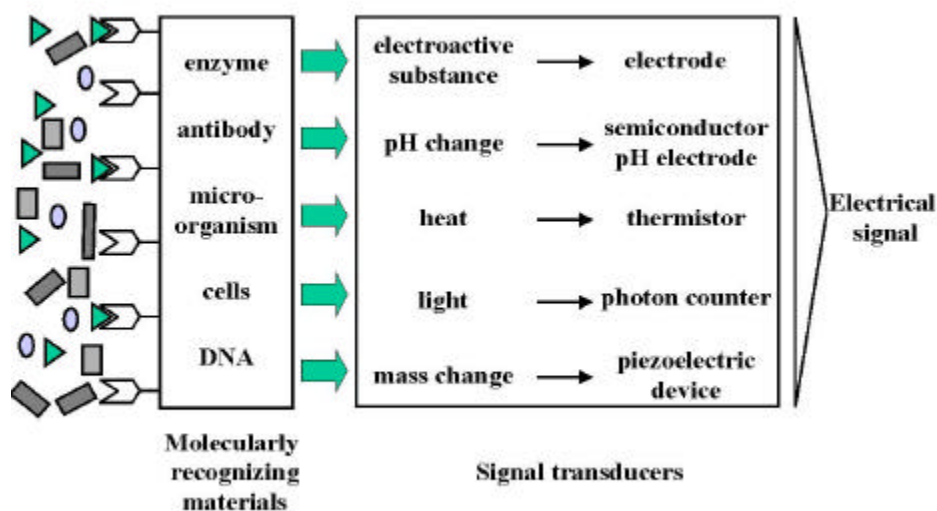 enzyme
antibody
micro-
organism
cells
DNA
Molecularly
recognizing
materials
electroactive
substance
electrode
pH change
semiconductor
pH electrode
heat
thermistor
light
photon counter
mass change
piezoelectric
device
Signal transducers
Electrical
signal